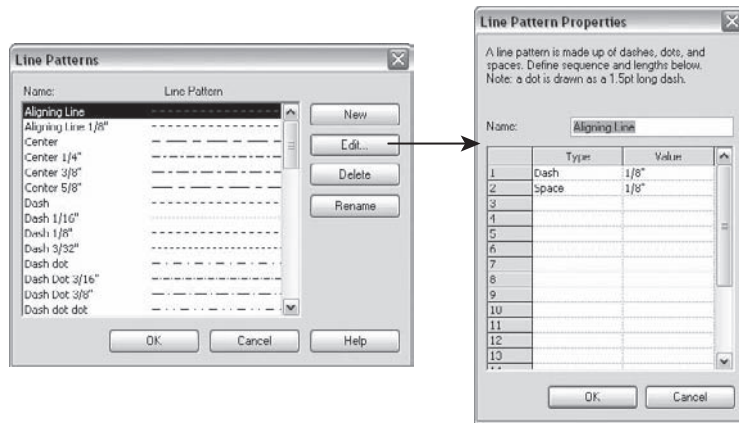 Line Patterns
Name: Line Pattern
Aligning Line
Aligning Line 1/8"
Center
Center 1/4"
Center 3/8"
Center 5/8"
Dash
Dash 1/16"
Dash 1/8"
Dash 3/32"
Dash dot
Dash Dot 3/16"
Dash Dot 3/8"
Dash dot dot
New
Edit...
Delete
Rename
OK Cancel Help
Line Pattern Properties
A line pattern is made up of dashes, dots, and
spaces. Define sequence and lengths below.
Note: a dot is drawn as a 1.5pt long dash.
Name: Aligning Line
Type Value
1 Dash 1/8"
2 Space 1/8"
3
4
5
6
7
8
9
10
11
12
13
OK Cancel